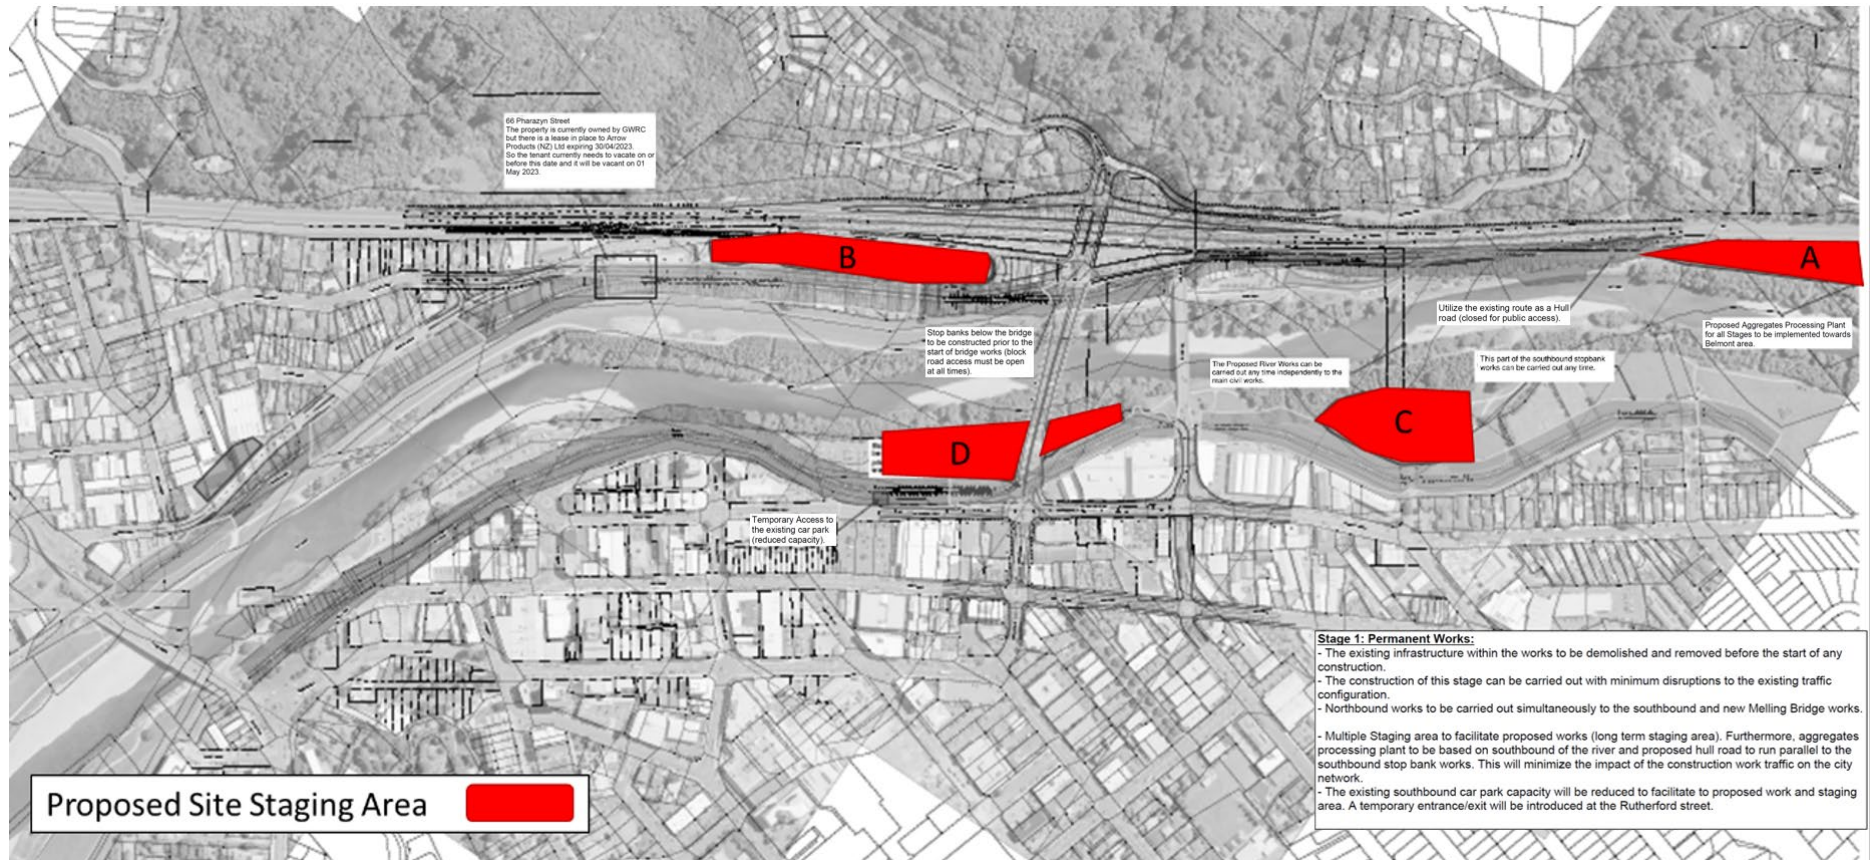 66 Pharazyn Street
The property is currently owned by GWRC
but there is a lease in place to Arrow
Products (NZ) Ltd expiring 30/04/2023.
So the tenant currently needs to vacate on or
before this date and it will be vacant on 01
May 2023.
B
A
Utilize the existing route as a Hull
road (closed for public access).
Proposed Aggregates Processing Plant
for all Stages to be implemented towards
Belmont area.
Stop banks below the bridge
to be constructed prior to the
start of bridge works (block
road access must be open
at all times).
The Proposed River Works can be
carried out any time independently to the
main civil works.
This part of the southbound stopbank
works can be carried out any time.
C
D
Temporary Access to
the existing car park
(reduced capacity).
Stage 1: Permanent Works:
- The existing infrastructure within the works to be demolished and removed before the start of any
construction.
- The construction of this stage can be carried out with minimum disruptions to the existing traffic
configuration.
- Northbound works to be carried out simultaneously to the southbound and new Melling Bridge works.
- Multiple Staging area to facilitate proposed works (long term staging area). Furthermore, aggregates
processing plant to be based on southbound of the river and proposed hull road to run parallel to the
southbound stop bank works. This will minimize the impact of the construction work traffic on the city
network.
- The existing southbound car park capacity will be reduced to facilitate to proposed work and staging
area. A temporary entrance/exit will be introduced at the Rutherford street.
Proposed Site Staging Area